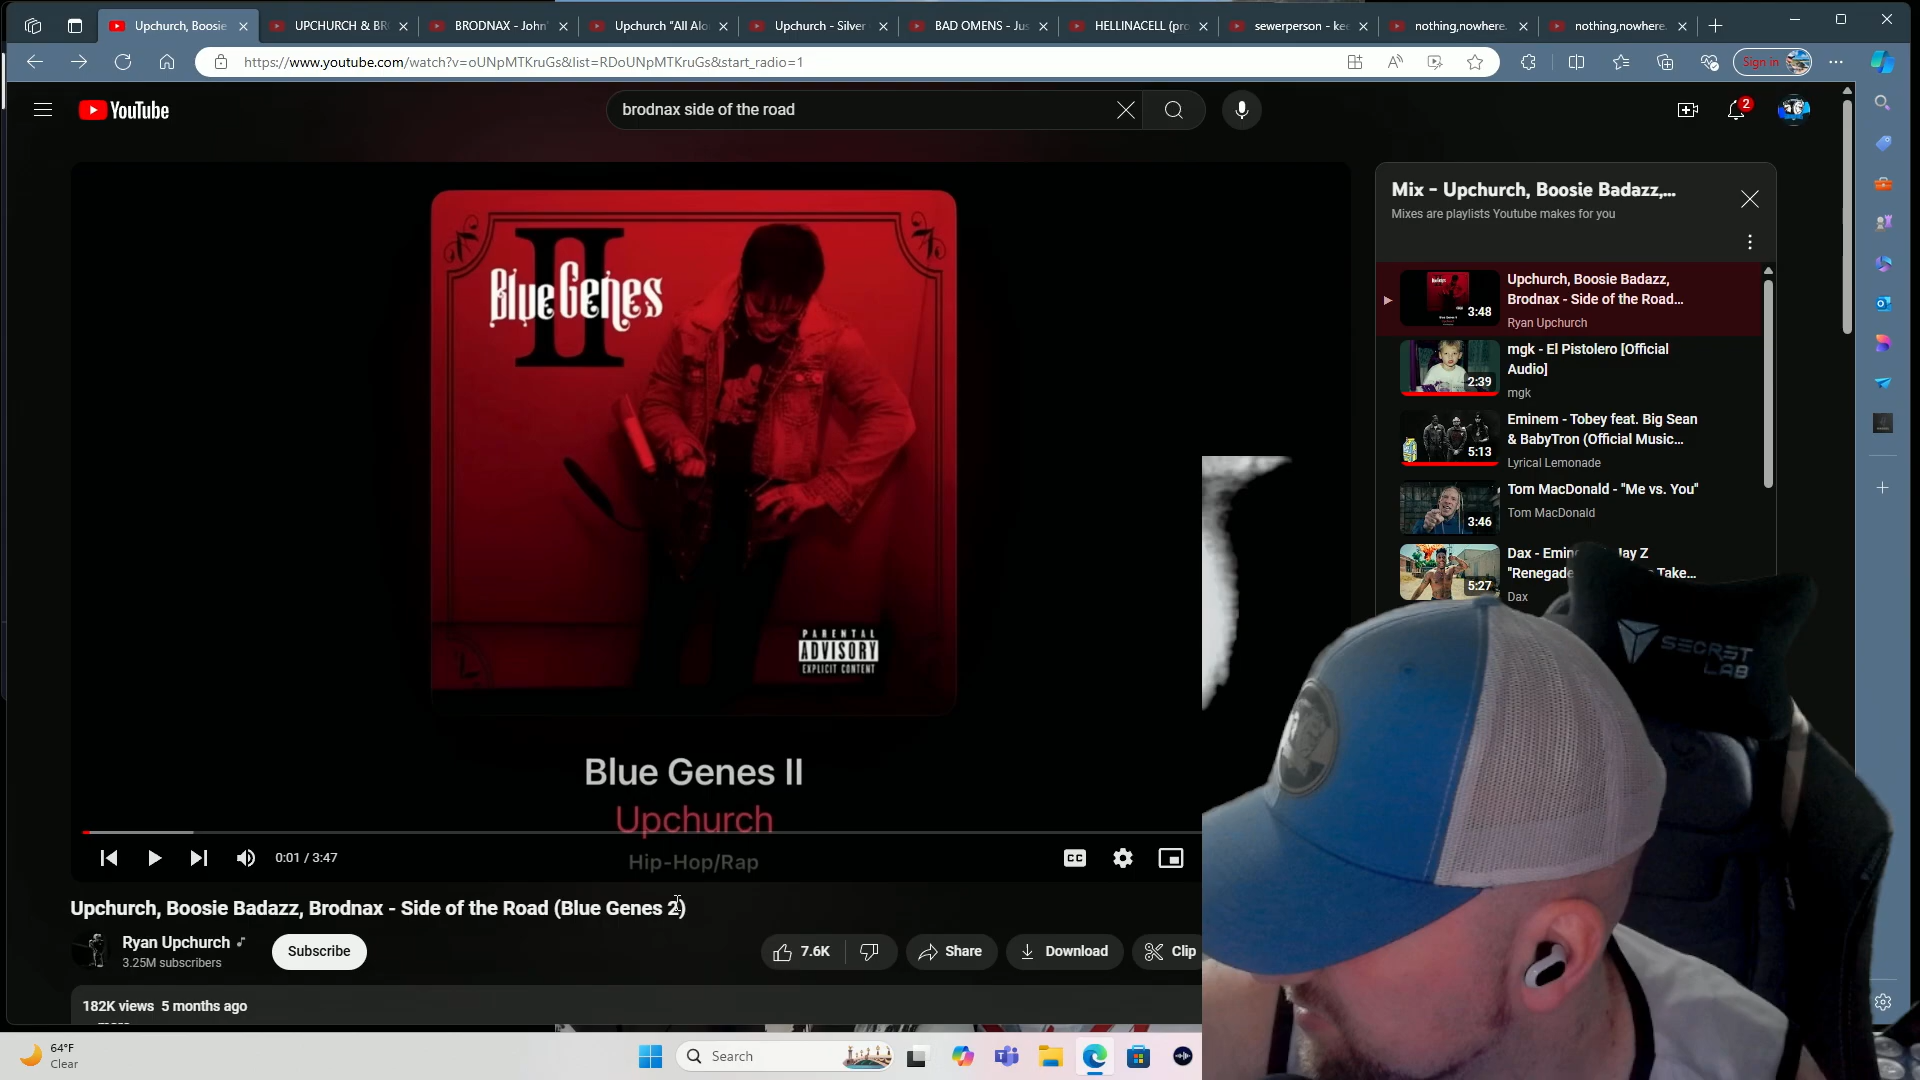 Upchurch, Boosie
UPCHURCH & BR
BRODNAX - John'
Upchurch "All Alo
Upchurch - Silver
BAD OMENS - Jus
HELLINACELL (pro
sewerperson - kee
nothing,nowhere.
nothing,nowhere.
https://www.youtube.com/watch?v=oUNpMTKruGs&list=RDoUNpMTKruGs&start_radio=1
Sign in
YouTube
brodnax side of the road
2
II
Blue Genes
PARENTAL
ADVISORY
EXPLICIT CONTENT
Blue Genes II
Upchurch
Hip-Hop/Rap
0:01 / 3:47
CC
Upchurch, Boosie Badazz, Brodnax - Side of the Road (Blue Genes 2)
Ryan Upchurch
3.25M subscribers
Subscribe
7.6K
Share
Download
Clip
182K views 5 months ago
Mix - Upchurch, Boosie Badazz,...
Mixes are playlists Youtube makes for you
Upchurch, Boosie Badazz,
Brodnax - Side of the Road...
Ryan Upchurch
3:48
mgk - El Pistolero [Official
Audio]
mgk
2:39
Eminem - Tobey feat. Big Sean
& BabyTron (Official Music...
Lyrical Lemonade
5:13
Tom MacDonald - "Me vs. You"
Tom MacDonald
3:46
Dax - Emin Jay Z
"Renegade Take...
Dax
5:27
SECRET
LAB
64°F
Clear
Search